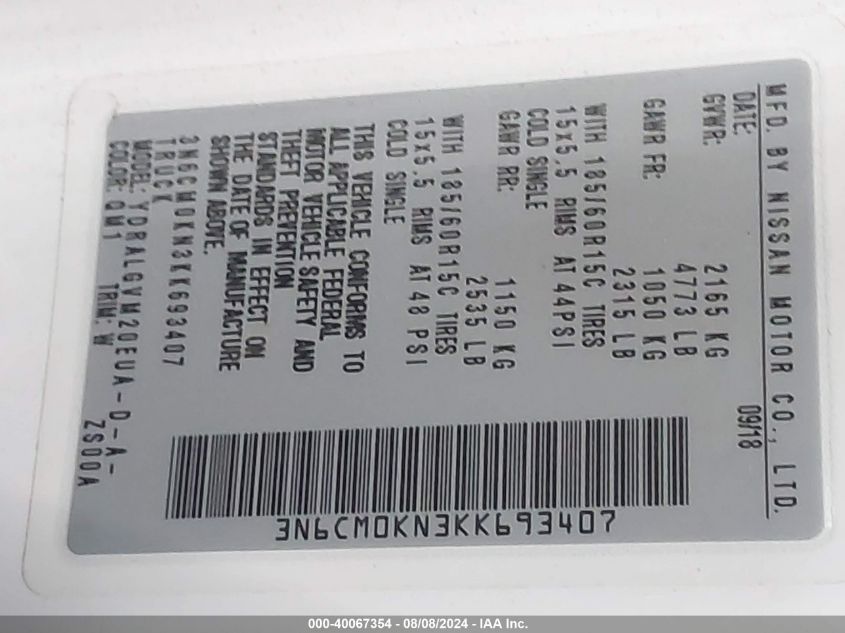 MFD. BY NISSAN MOTOR CO., LTD.
DATE: 09/18
GVWR: 2165 KG
4773 LB
GAWR FR: 1050 KG
2315 LB
WITH 185/60R15C TIRES
15x5.5 RIMS AT 44PSI
COLD SINGLE
GAWR RR: 1150 KG
2535 LB
WITH 185/60R15C TIRES
15x5.5 RIMS AT 48 PSI
COLD SINGLE
THIS VEHICLE CONFORMS TO
ALL APPLICABLE FEDERAL
MOTOR VEHICLE SAFETY AND
THEFT PREVENTION
STANDARDS IN EFFECT ON
THE DATE OF MANUFACTURE
SHOWN ABOVE.
3N6CM0KN3KK693407
TRUCK
MODEL: YDRALGVM20EUA-D-A-
COLOR: QM1 TRIM: W ZS00A
3N6CM0KN3KK693407
000-40067354 - 08/08/2024 - IAA Inc.